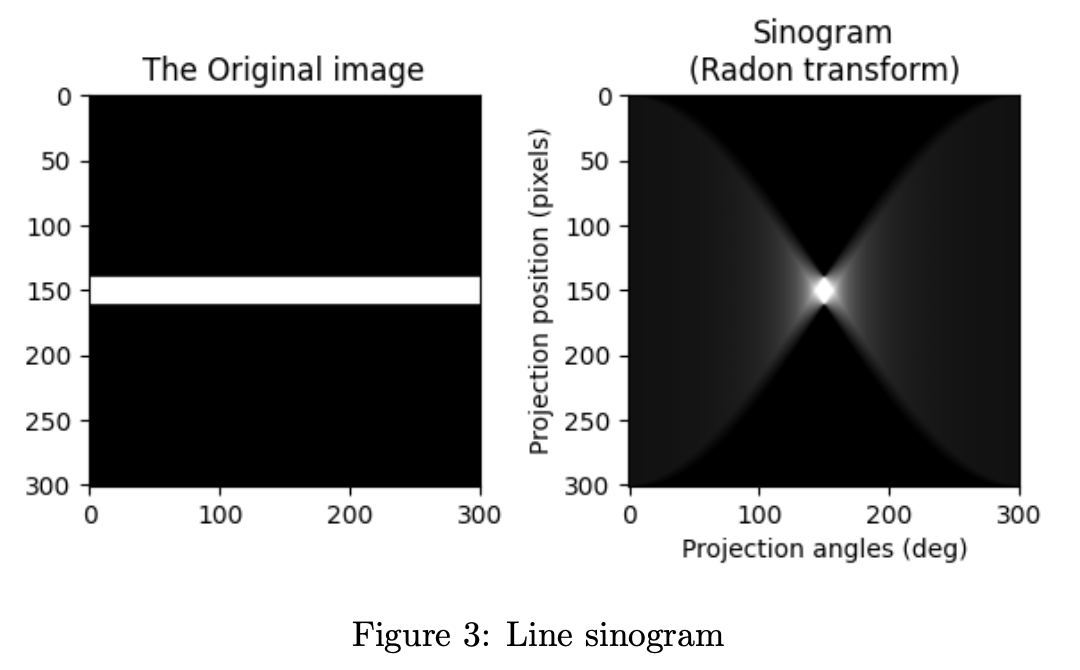 The Original image
0
50
100
150
200
250
300
0 100 200 300
Sinogram
(Radon transform)
Projection position (pixels)
0
50
100
150
200
250
300
0 100 200 300
Projection angles (deg)
Figure 3: Line sinogram